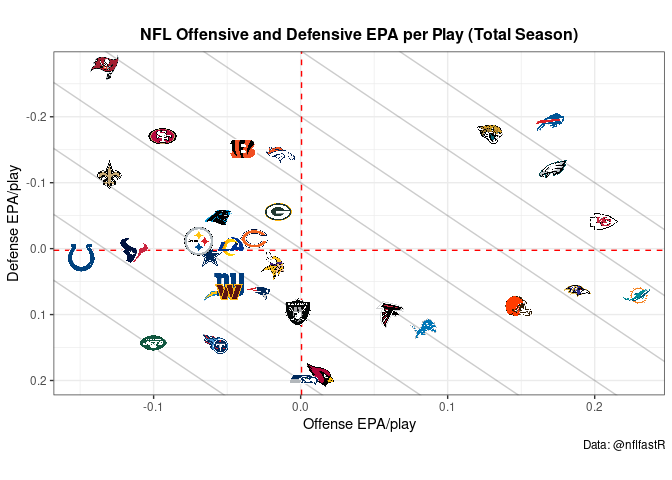 NFL Offensive and Defensive EPA per Play (Total Season)
Defense EPA/play
-0.2
-0.1
0.0
0.1
0.2
-0.1
0.0
0.1
0.2
Offense EPA/play
Data: @nflfastR